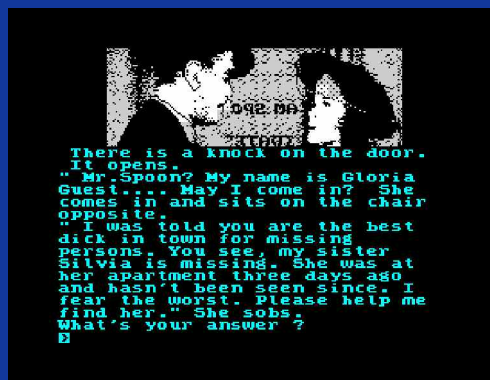 There is a knock on the door.
It opens.
" Mr.Spoon? My name is Gloria
Guest.... May I come in?  She
comes in and sits on the chair
opposite.
" I was told you are the best
dick in town for missing
persons. You see, my sister
Silvia is missing. She was at
her apartment three days ago
and hasn't been seen since. I
fear the worst. Please help me
find her." She sobs.
What's your answer ?